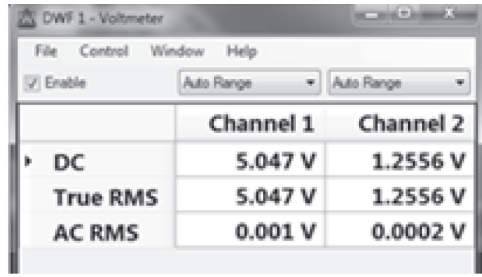 DWF 1 - Voltmeter
File Control Window Help
Enable Auto Range Auto Range
Channel 1 Channel 2
DC 5.047 V 1.2556 V
True RMS 5.047 V 1.2556 V
AC RMS 0.001 V 0.0002 V